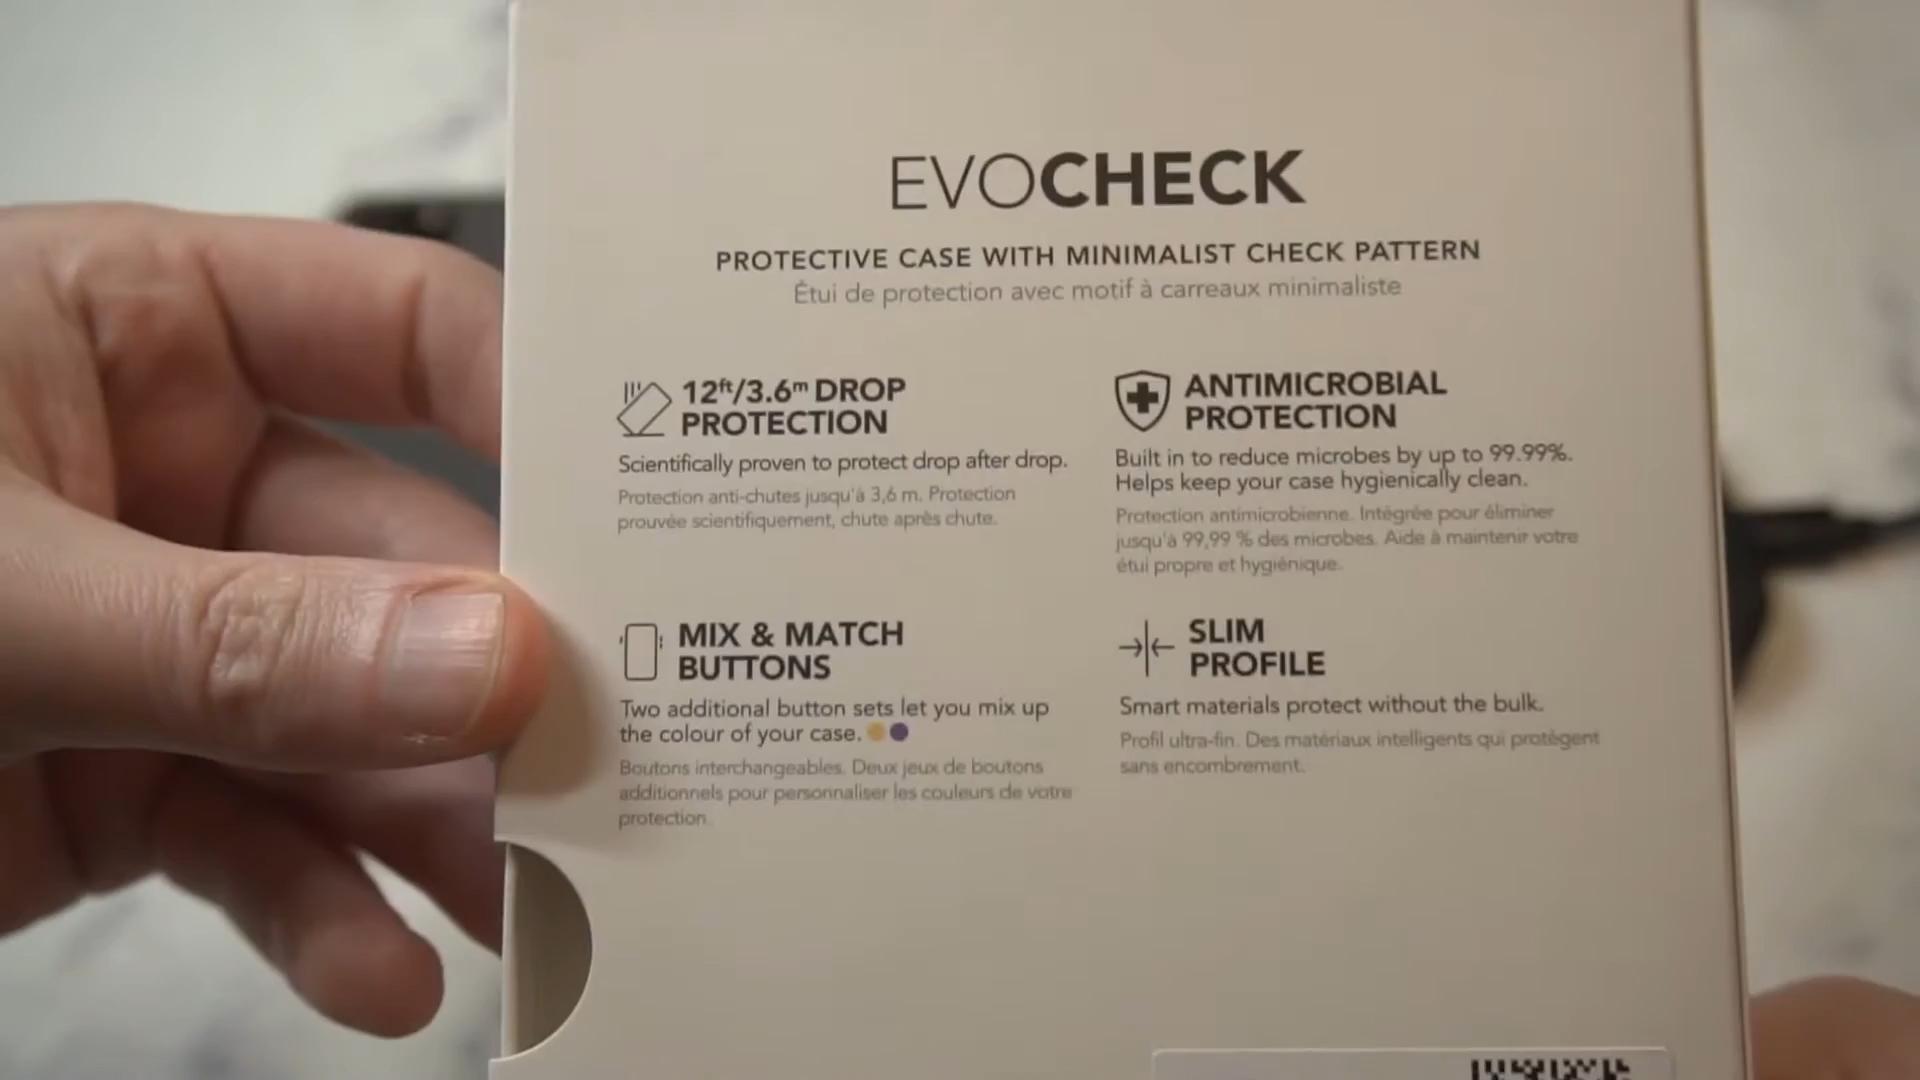 EVOCHECK
PROTECTIVE CASE WITH MINIMALIST CHECK PATTERN
Étui de protection avec motif à carreaux minimaliste
12ft/3.6m DROP
PROTECTION
Scientifically proven to protect drop after drop.
Protection anti-chutes jusqu'à 3,6 m. Protection
prouvée scientifiquement, chute après chute.
ANTIMICROBIAL
PROTECTION
Built in to reduce microbes by up to 99.99%.
Helps keep your case hygienically clean.
Protection antimicrobienne. Intégrée pour éliminer
jusqu'à 99,99 % des microbes. Aide à maintenir votre
étui propre et hygiénique.
MIX & MATCH
BUTTONS
Two additional button sets let you mix up
the colour of your case.
Boutons interchangeables. Deux jeux de boutons
additionnels pour personnaliser les couleurs de votre
protection.
SLIM
PROFILE
Smart materials protect without the bulk.
Profil ultra-fin. Des matériaux intelligents qui protègent
sans encombrement.